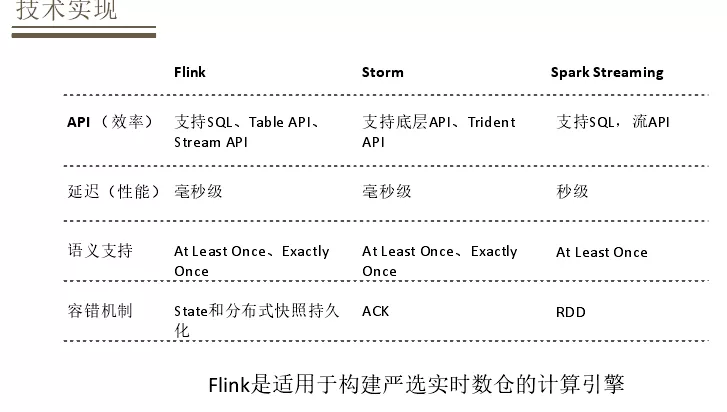 技术实现
Flink Storm Spark Streaming
API（效率） 支持SQL、Table API、 支持底层API、Trident 支持SQL，流API
Stream API API
延迟（性能） 毫秒级 毫秒级 秒级
语义支持 At Least Once、Exactly At Least Once、Exactly At Least Once
Once Once
容错机制 State和分布式快照持久 ACK RDD
化
Flink是适用于构建严选实时数仓的计算引擎